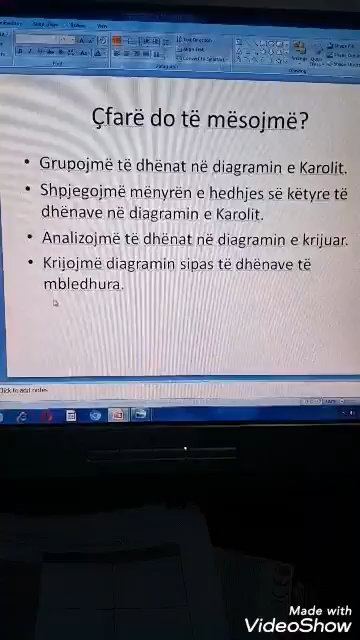 Çfarë do të mësojmë?
• Grupojmë të dhënat në diagramin e Karolit.
• Shpjegojmë mënyrën e hedhjes së këtyre të
dhënave në diagramin e Karolit.
• Analizojmë të dhënat në diagramin e krijuar.
• Krijojmë diagramin sipas të dhënave të
mbledhura.
Click to add notes
Made with
VideoShow